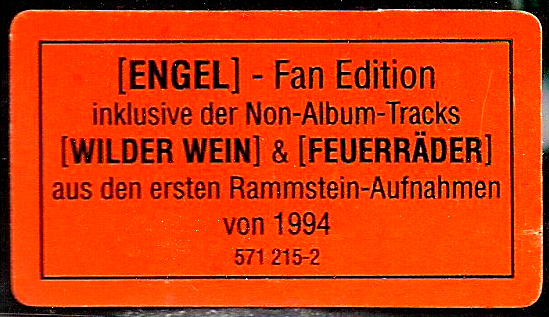 [ENGEL] - Fan Edition
inklusive der Non-Album-Tracks
[WILDER WEIN] & [FEUERRÄDER]
aus den ersten Rammstein-Aufnahmen
von 1994
571 215-2